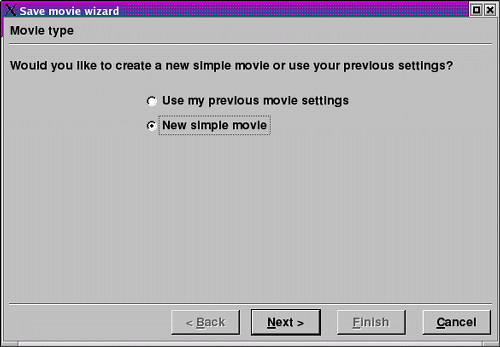 Save movie wizard
Movie type
Would you like to create a new simple movie or use your previous settings?
Use my previous movie settings
New simple movie
< Back Next > Finish Cancel